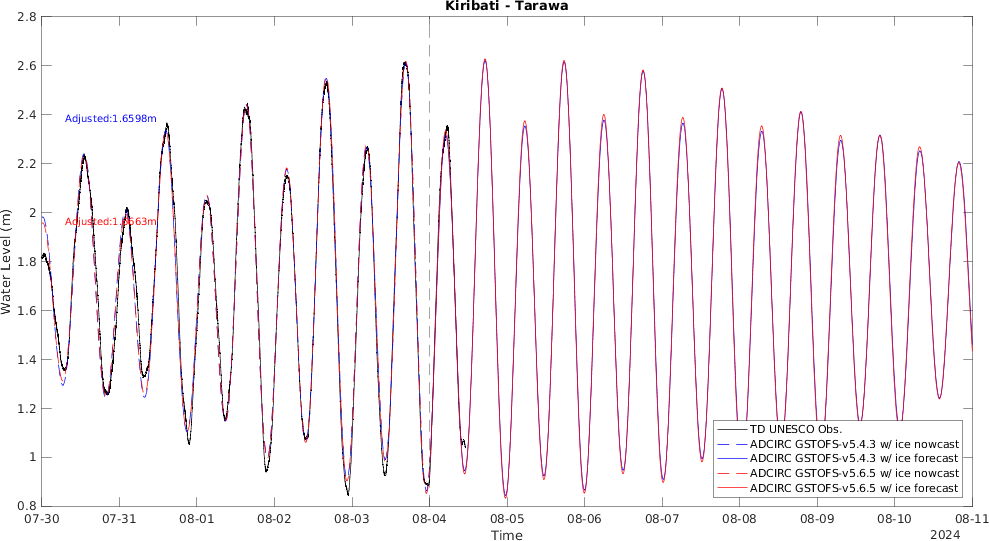 Kiribati - Tarawa
2.8
2.6
2.4
2.2
2
1.8
1.6
1.4
1.2
1
0.8
Water Level (m)
Adjusted:1.6598m
07-30
07-31
08-01
08-02
08-03
08-04
08-05
08-06
08-07
08-08
08-09
08-10
08-11
Time
2024
TD UNESCO Obs.
ADCIRC GSTOFS-v5.4.3 w/ ice nowcast
ADCIRC GSTOFS-v5.4.3 w/ ice forecast
ADCIRC GSTOFS-v5.6.5 w/ ice nowcast
ADCIRC GSTOFS-v5.6.5 w/ ice forecast